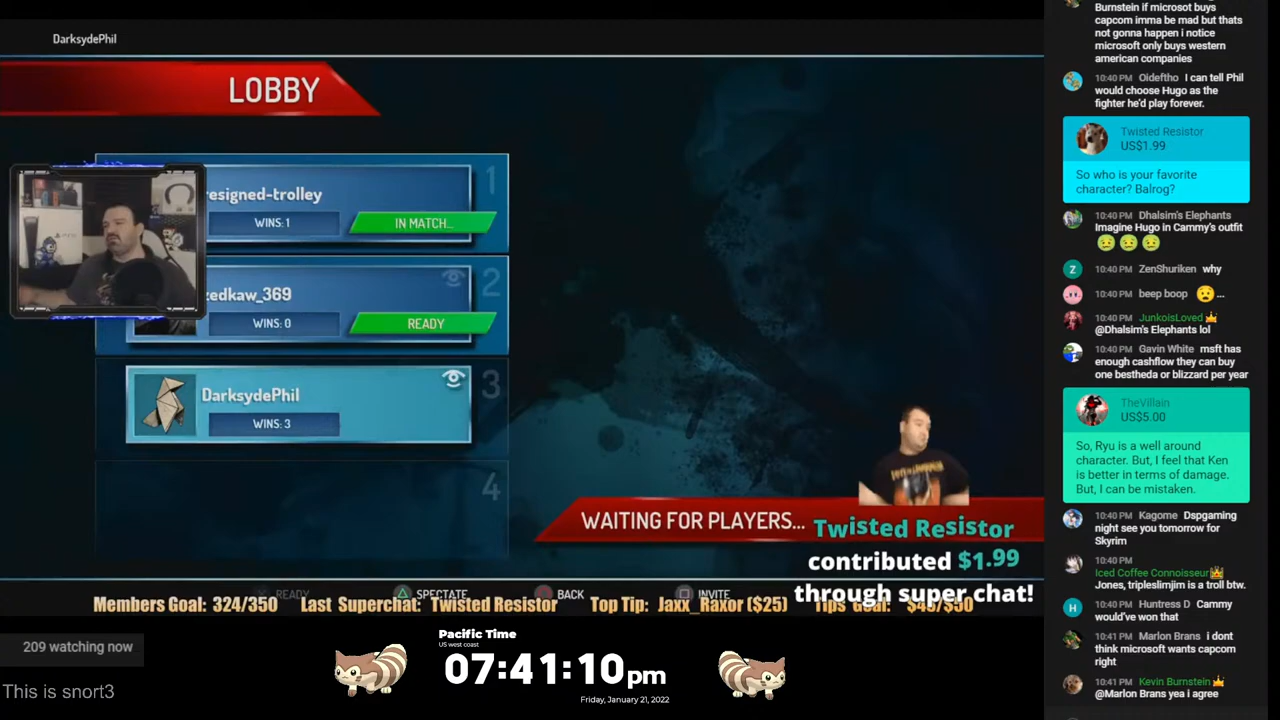 DarksydePhil
LOBBY
resigned-trolley
1
WINS: 1
IN MATCH...
zedkaw_369
2
WINS: 0
READY
DarksydePhil
3
WINS: 3
4
WAITING FOR PLAYERS...
Twisted Resistor
contributed $1.99
through super chat!
READY
SPECTATE
BACK
INVITE
Members Goal: 324/350 Last Superchat: Twisted Resistor Top Tip: Jaxx_Raxor ($25) Tips Goal: /$50
209 watching now
This is snort3
Pacific Time
US west coast
07:41:10pm
Friday, January 21, 2022
Burnstein if microsot buys
capcom imma be mad but thats
not gonna happen i notice
microsoft only buys western
american companies
10:40 PM Oideftho I can tell Phil
would choose Hugo as the
fighter he'd play forever.
Twisted Resistor
US$1.99
So who is your favorite
character? Balrog?
10:40 PM Dhalsim's Elephants
Imagine Hugo in Cammy's outfit
Z
10:40 PM ZenShuriken why
10:40 PM beep boop ...
10:40 PM JunkoisLoved
@Dhalsim's Elephants lol
10:40 PM Gavin White msft has
enough cashflow they can buy
one bestheda or blizzard per year
TheVillain
US$5.00
So, Ryu is a well around
character. But, I feel that Ken
is better in terms of damage.
But, I can be mistaken.
10:40 PM Kagome Dspgaming
night see you tomorrow for
Skyrim
10:40 PM
Iced Coffee Connoisseur
Jones, tripleslimjim is a troll btw.
H
10:40 PM Huntress D Cammy
would've won that
10:41 PM Marlon Brans i dont
think microsoft wants capcom
right
10:41 PM Kevin Burnstein
@Marlon Brans yea i agree